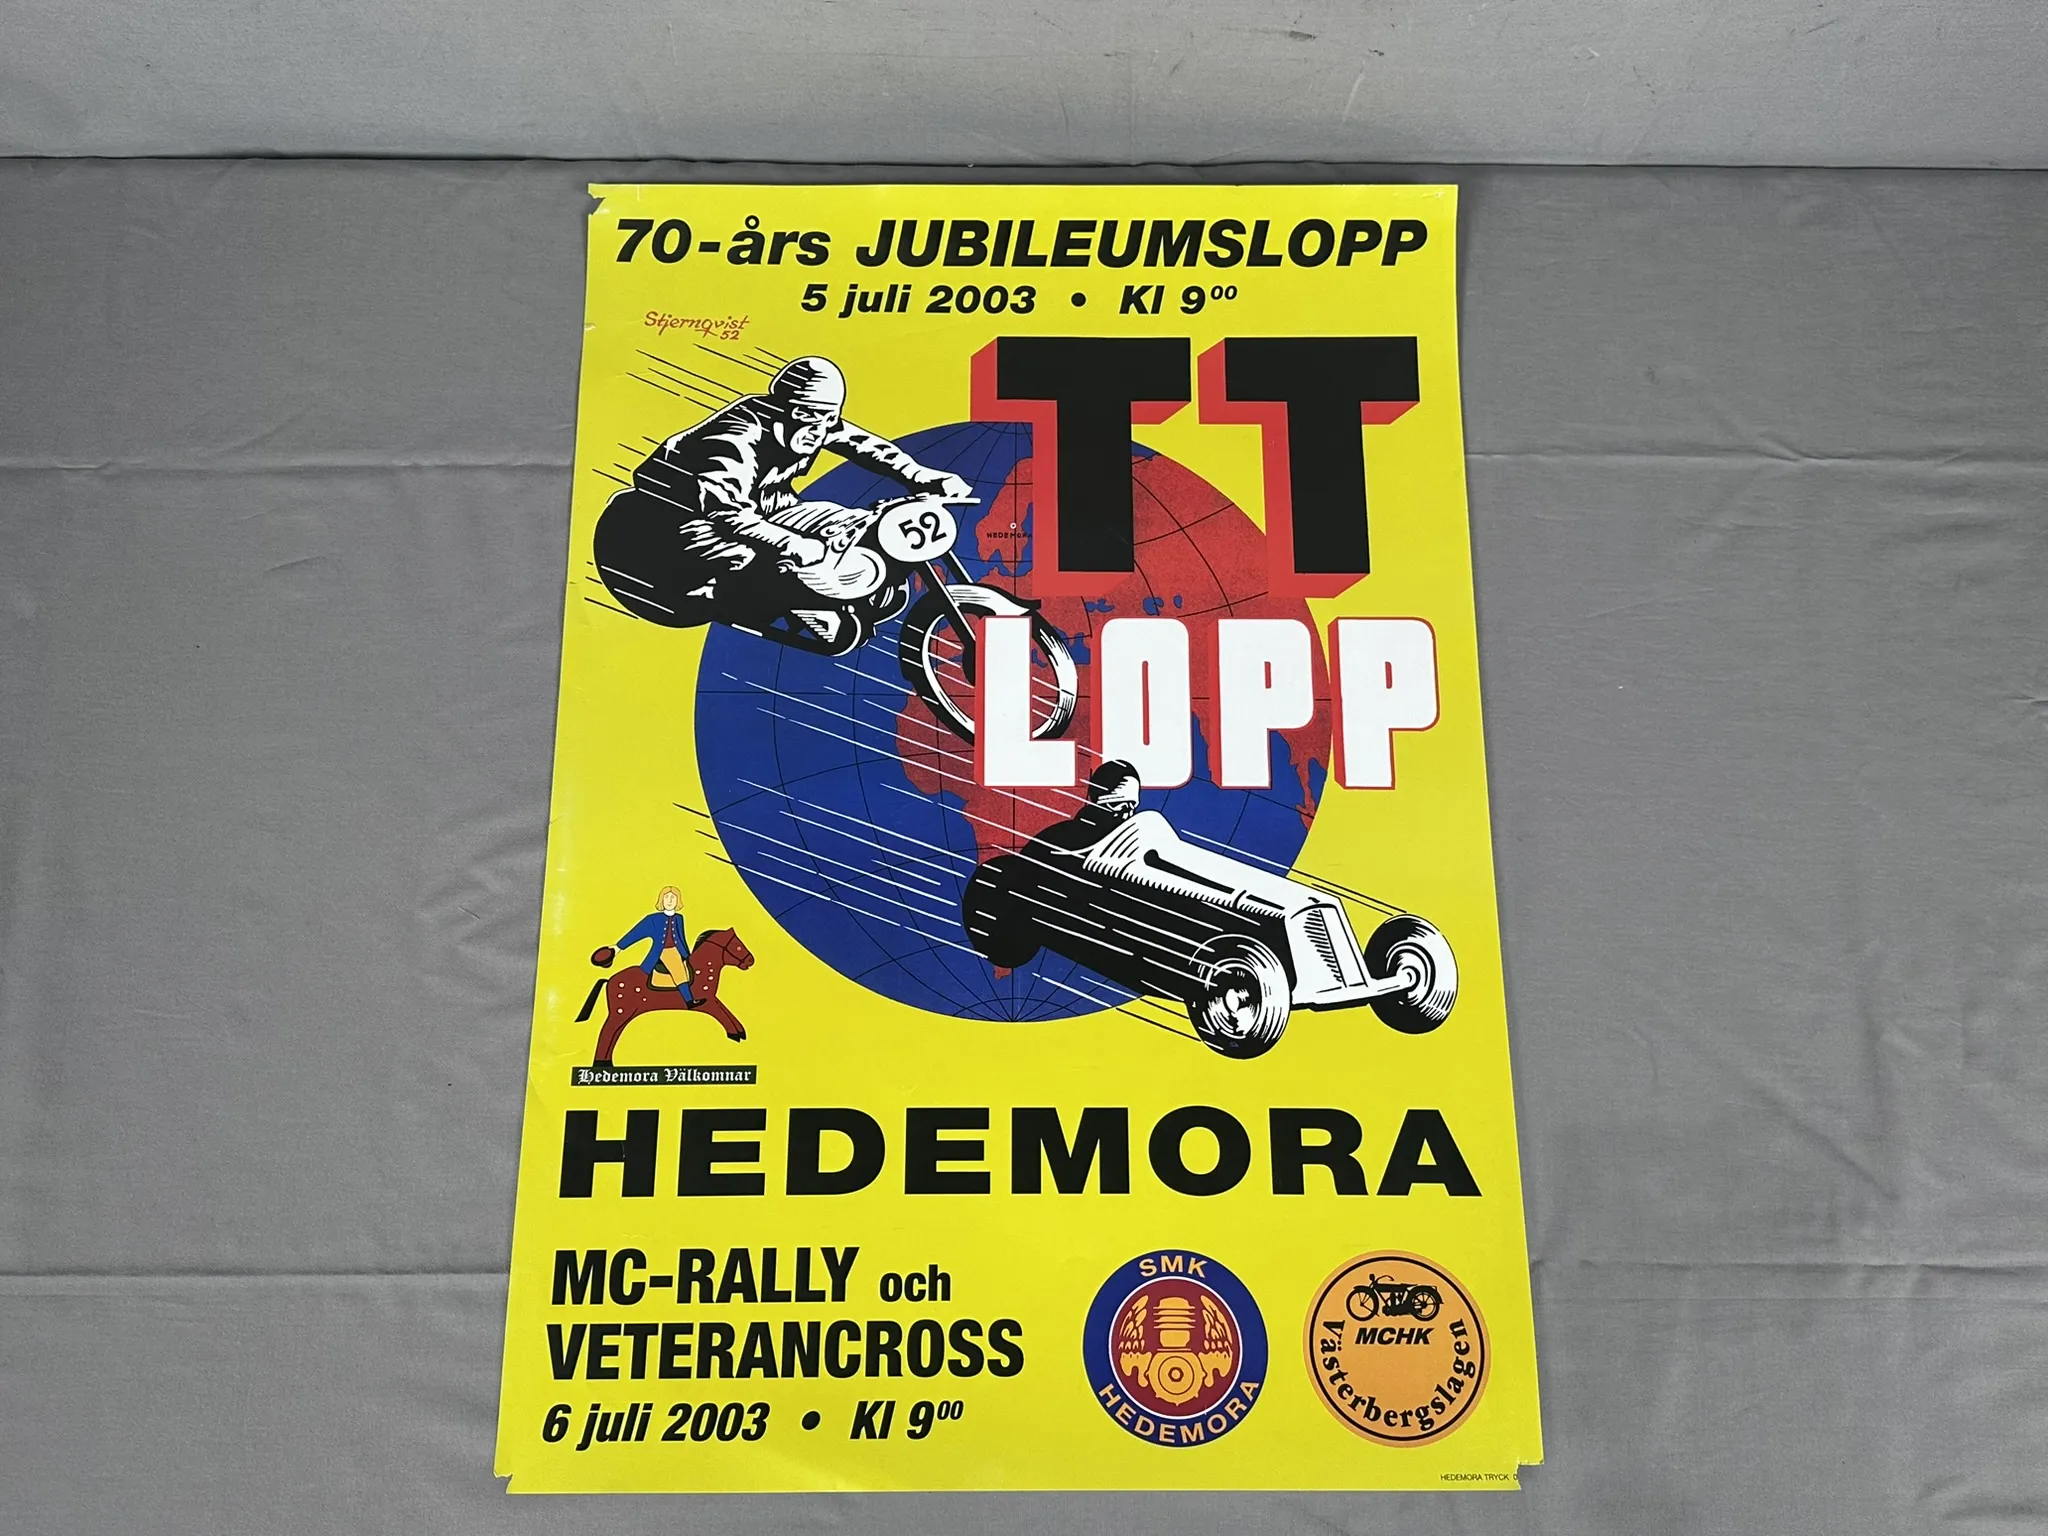 70-års JUBILEUMSLOPP
5 juli 2003 • Kl 9⁰⁰
Stjernqvist
52
TT
52
HEDEMORA
LOPP
Hedemora Välkomnar
HEDEMORA
MC-RALLY och
VETERANCROSS
6 juli 2003 • Kl 9⁰⁰
SMK
HEDEMORA
MCHK
Västerbergslagen
HEDEMORA TRYCK